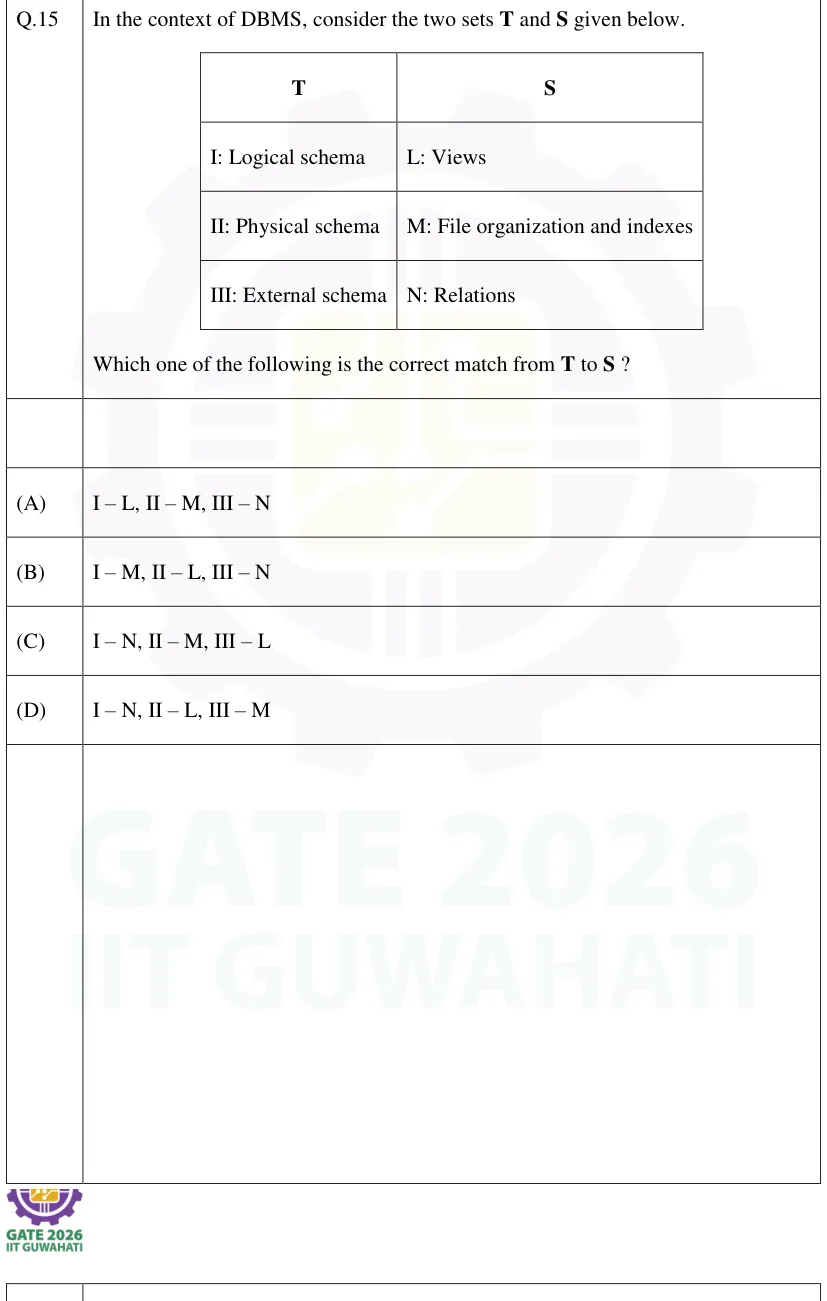 Q.15 In the context of DBMS, consider the two sets T and S given below.
T S
I: Logical schema L: Views
II: Physical schema M: File organization and indexes
III: External schema N: Relations
Which one of the following is the correct match from T to S ?
(A) I – L, II – M, III – N
(B) I – M, II – L, III – N
(C) I – N, II – M, III – L
(D) I – N, II – L, III – M
GATE 2026
IIT GUWAHATI
GATE 2026
IIT GUWAHATI